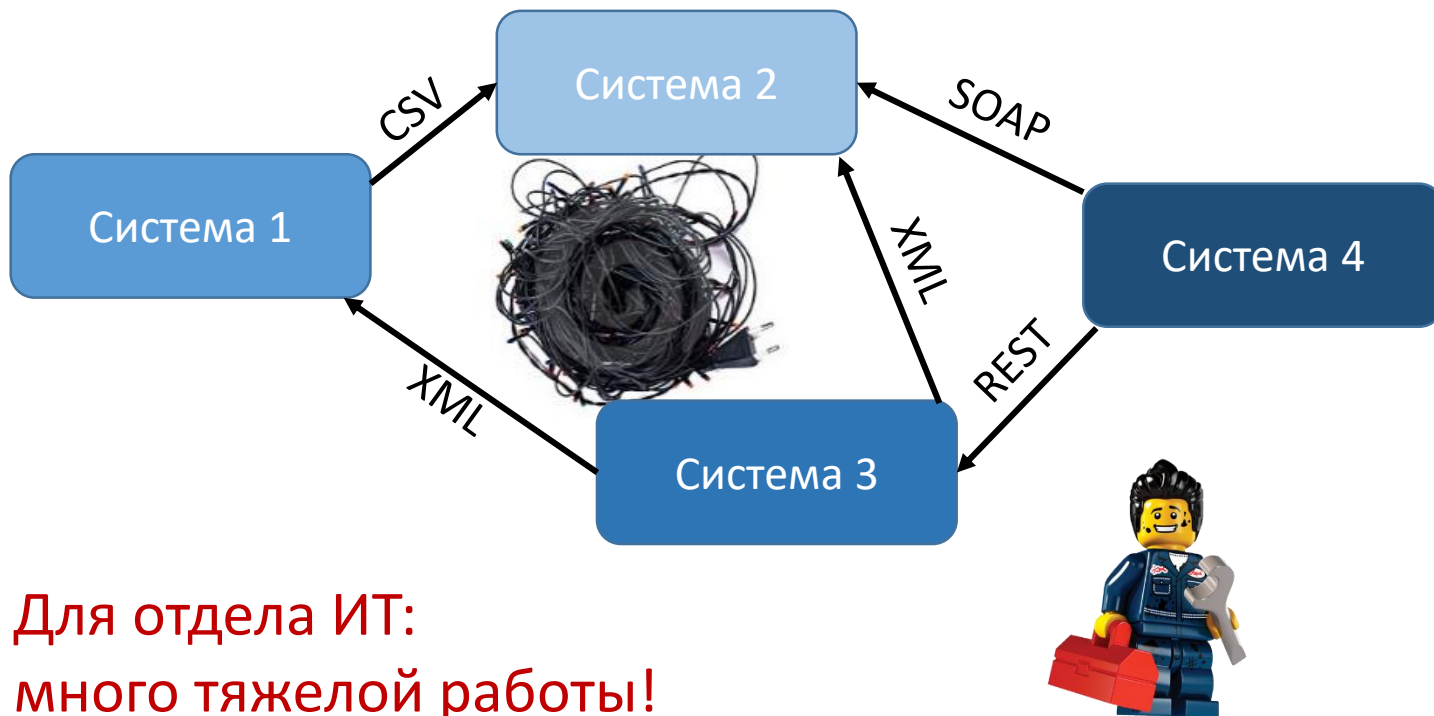 Система 2
CSV
SOAP
Система 1
XML
Система 4
REST
XML
Система 3
Для отдела ИТ:
много тяжелой работы!